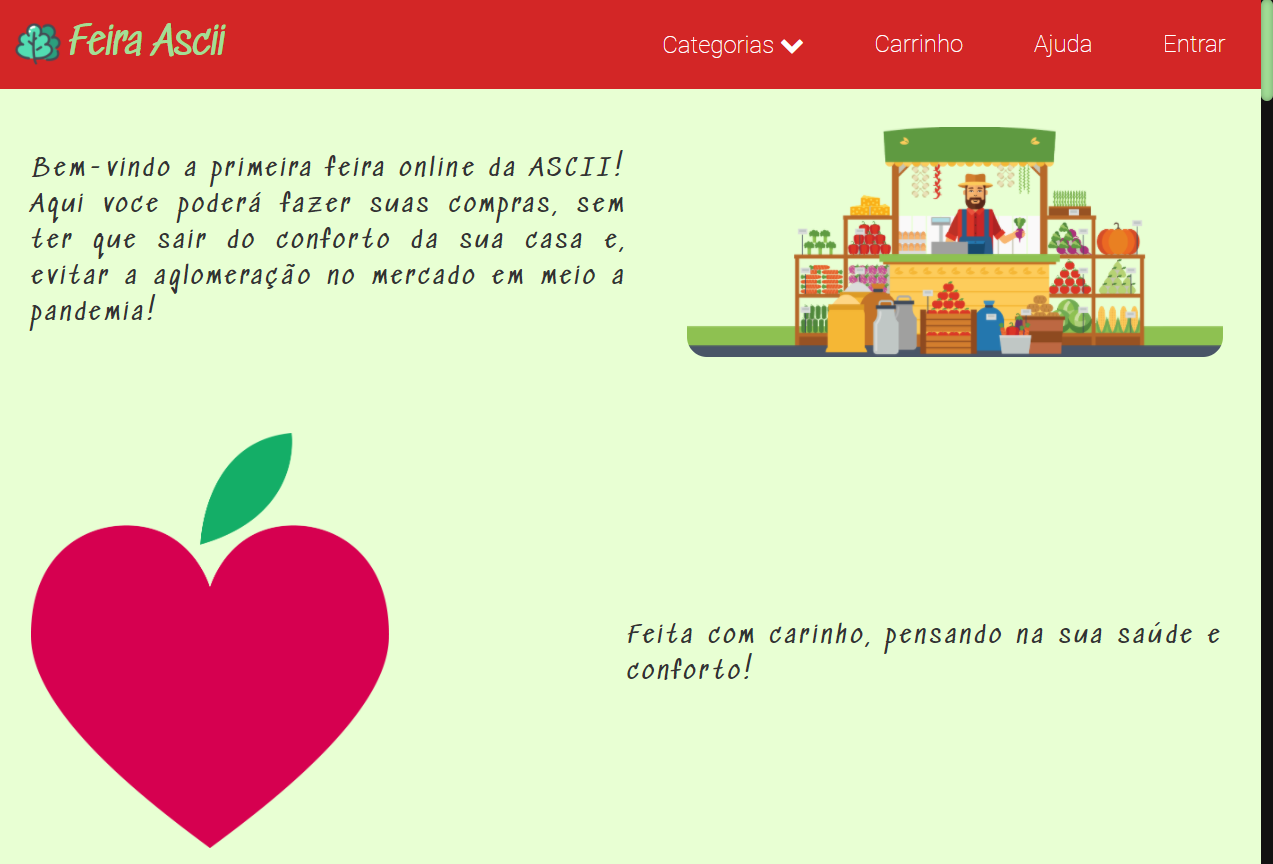 Feira Ascii
Categorias
Carrinho
Ajuda
Entrar
Bem-vindo a primeira feira online da ASCII!
Aqui voce poderá fazer suas compras, sem
ter que sair do conforto da sua casa e,
evitar a aglomeração no mercado em meio a
pandemia!
Feita com carinho, pensando na sua saúde e
conforto!